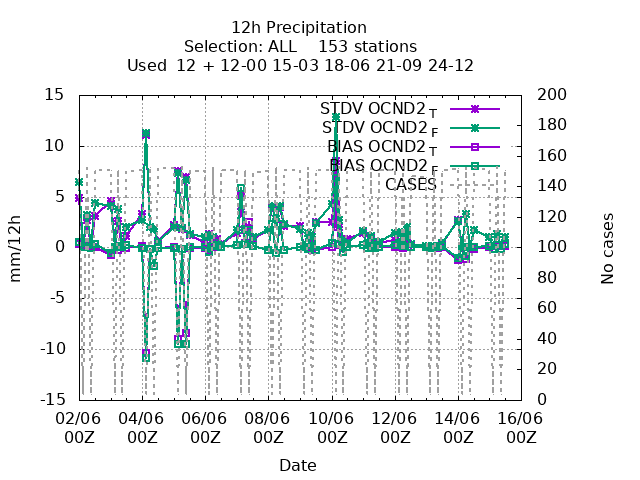 12h Precipitation
Selection: ALL    153 stations
Used  12 + 12-00 15-03 18-06 21-09 24-12
15
10
5
0
-5
-10
-15
mm/12h
200
180
160
140
120
100
80
60
40
20
0
No cases
STDV OCND2 T
STDV OCND2 F
BIAS OCND2 T
BIAS OCND2 F
CASES
02/06 04/06 06/06 08/06 10/06 12/06 14/06 16/06
00Z 00Z 00Z 00Z 00Z 00Z 00Z 00Z
Date